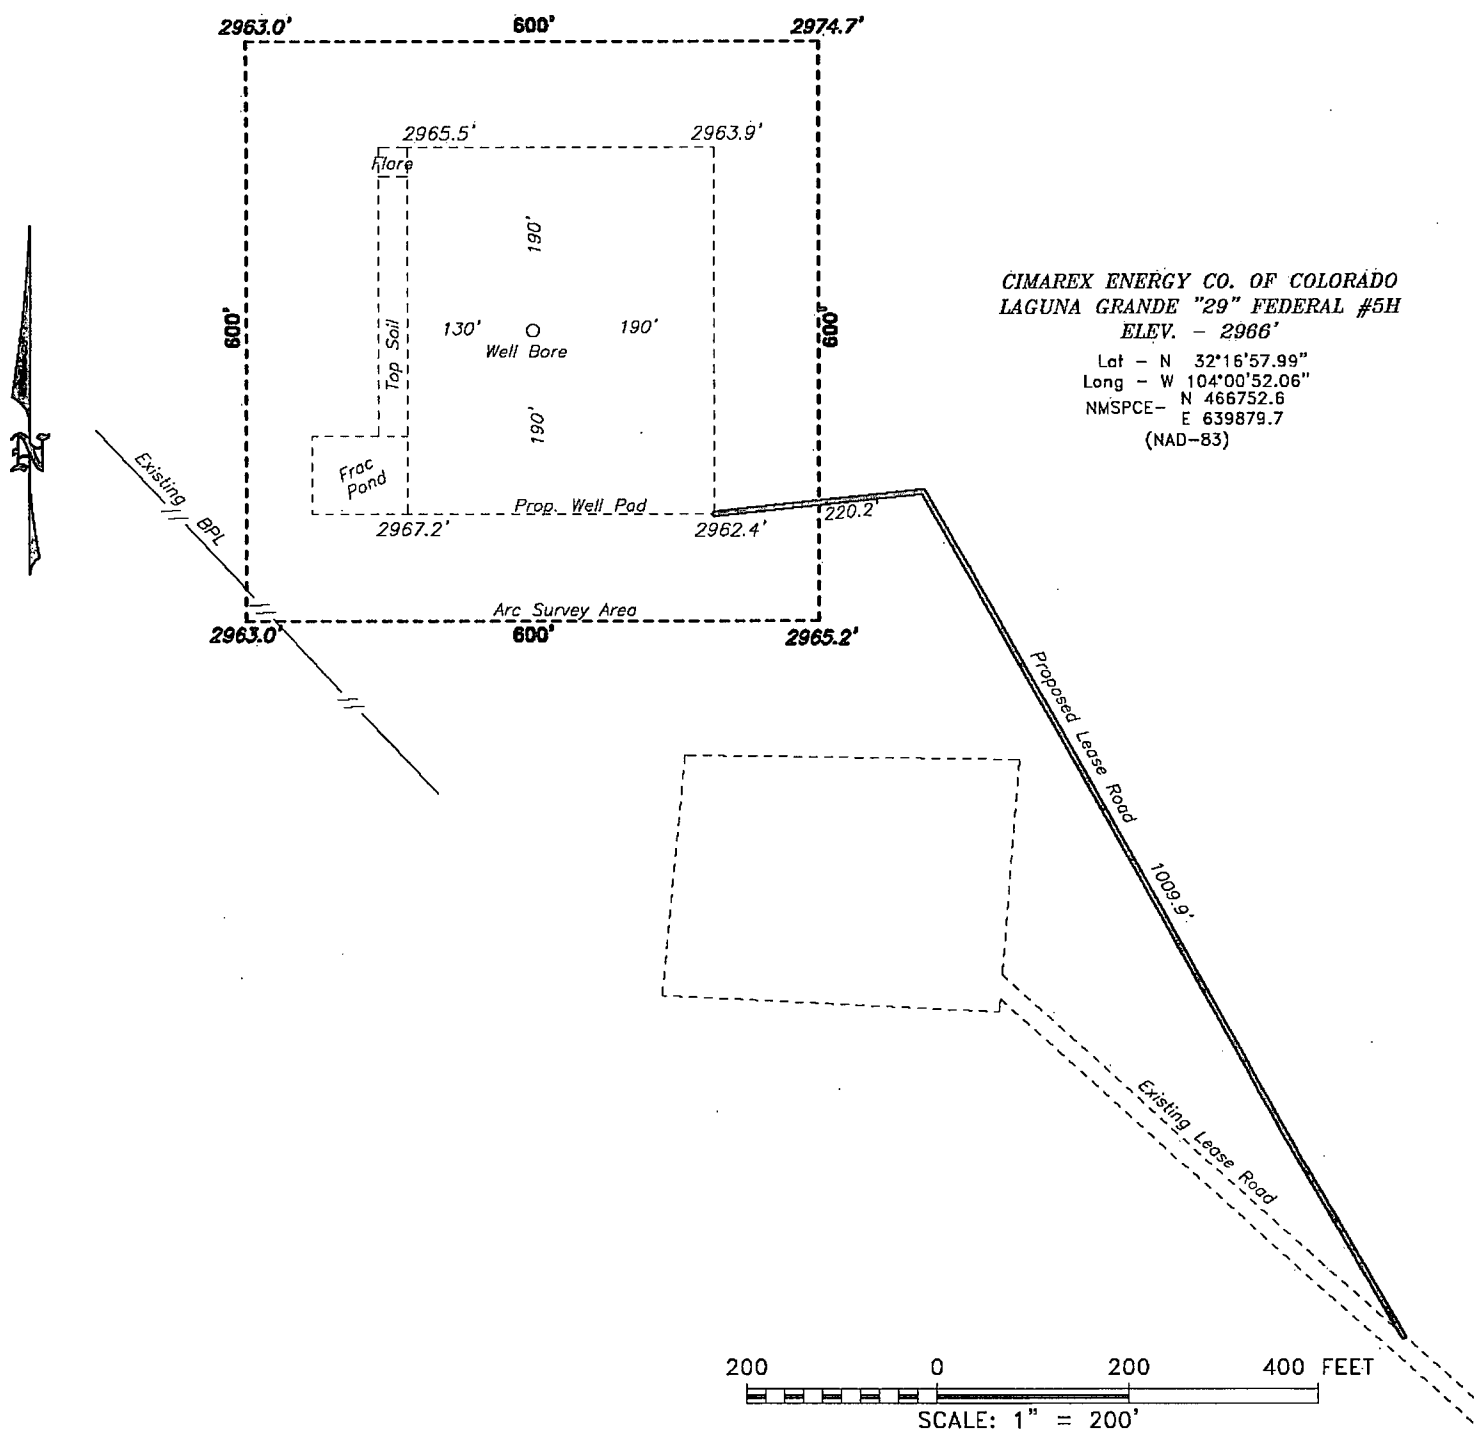 2963.0' 600' 2974.7'
2965.5' 2963.9'
Flare
190'
600'
Top Soil
130' 190'
Well Bore
600'
190'
CIMAREX ENERGY CO. OF COLORADO
LAGUNA GRANDE "29" FEDERAL #5H
ELEV. - 2966'
Lat - N 32°16'57.99"
Long - W 104°00'52.06"
NMSPCE- N 466752.6
E 639879.7
(NAD-83)
N
Existing BPL
Frac
Pond
Prop. Well Pad
2967.2' 2962.4' 220.2'
Arc Survey Area
2963.0' 600' 2965.2'
Proposed Lease Road 1009.9'
Existing Lease Road
200 0 200 400 FEET
SCALE: 1" = 200'